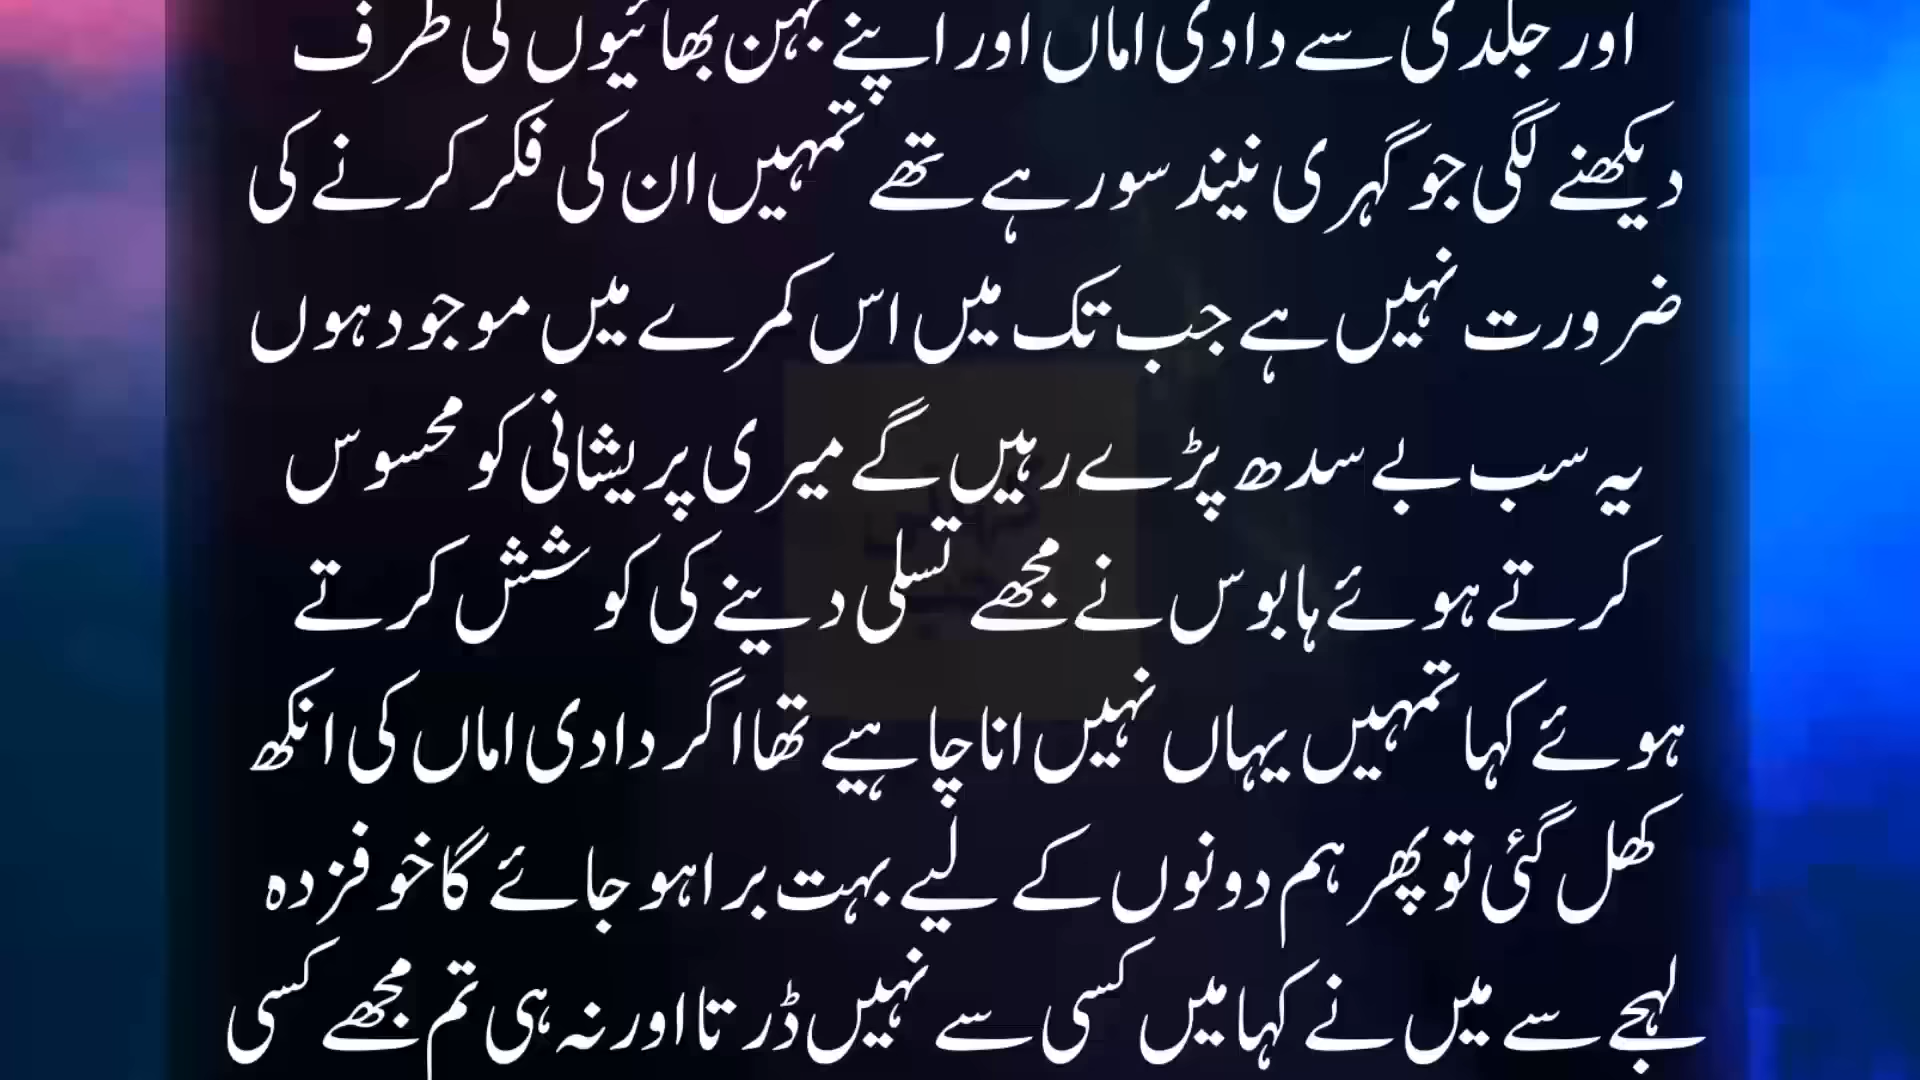 اور جلدی سے دادی اماں اور اپنے بہن بھائیوں کی طرف
دیکھنے لگی جو گہری نیند سو رہے تھے تمہیں ان کی فکر کرنے کی
ضرورت نہیں ہے جب تک میں اس کمرے میں موجود ہوں
یہ سب بے سدھ پڑے رہیں گے میری پریشانی کو محسوس
کرتے ہوئے ہابوس نے مجھے تسلی دینے کی کوشش کرتے
ہوئے کہا تمہیں یہاں نہیں انا چاہیے تھا اگر دادی اماں کی انکھ
کھل گئی تو پھر ہم دونوں کے لیے بہت برا ہو جائے گا خوفزدہ
لہجے سے میں نے کہا میں کسی سے نہیں ڈرتا اور نہ ہی تم مجھے کسی